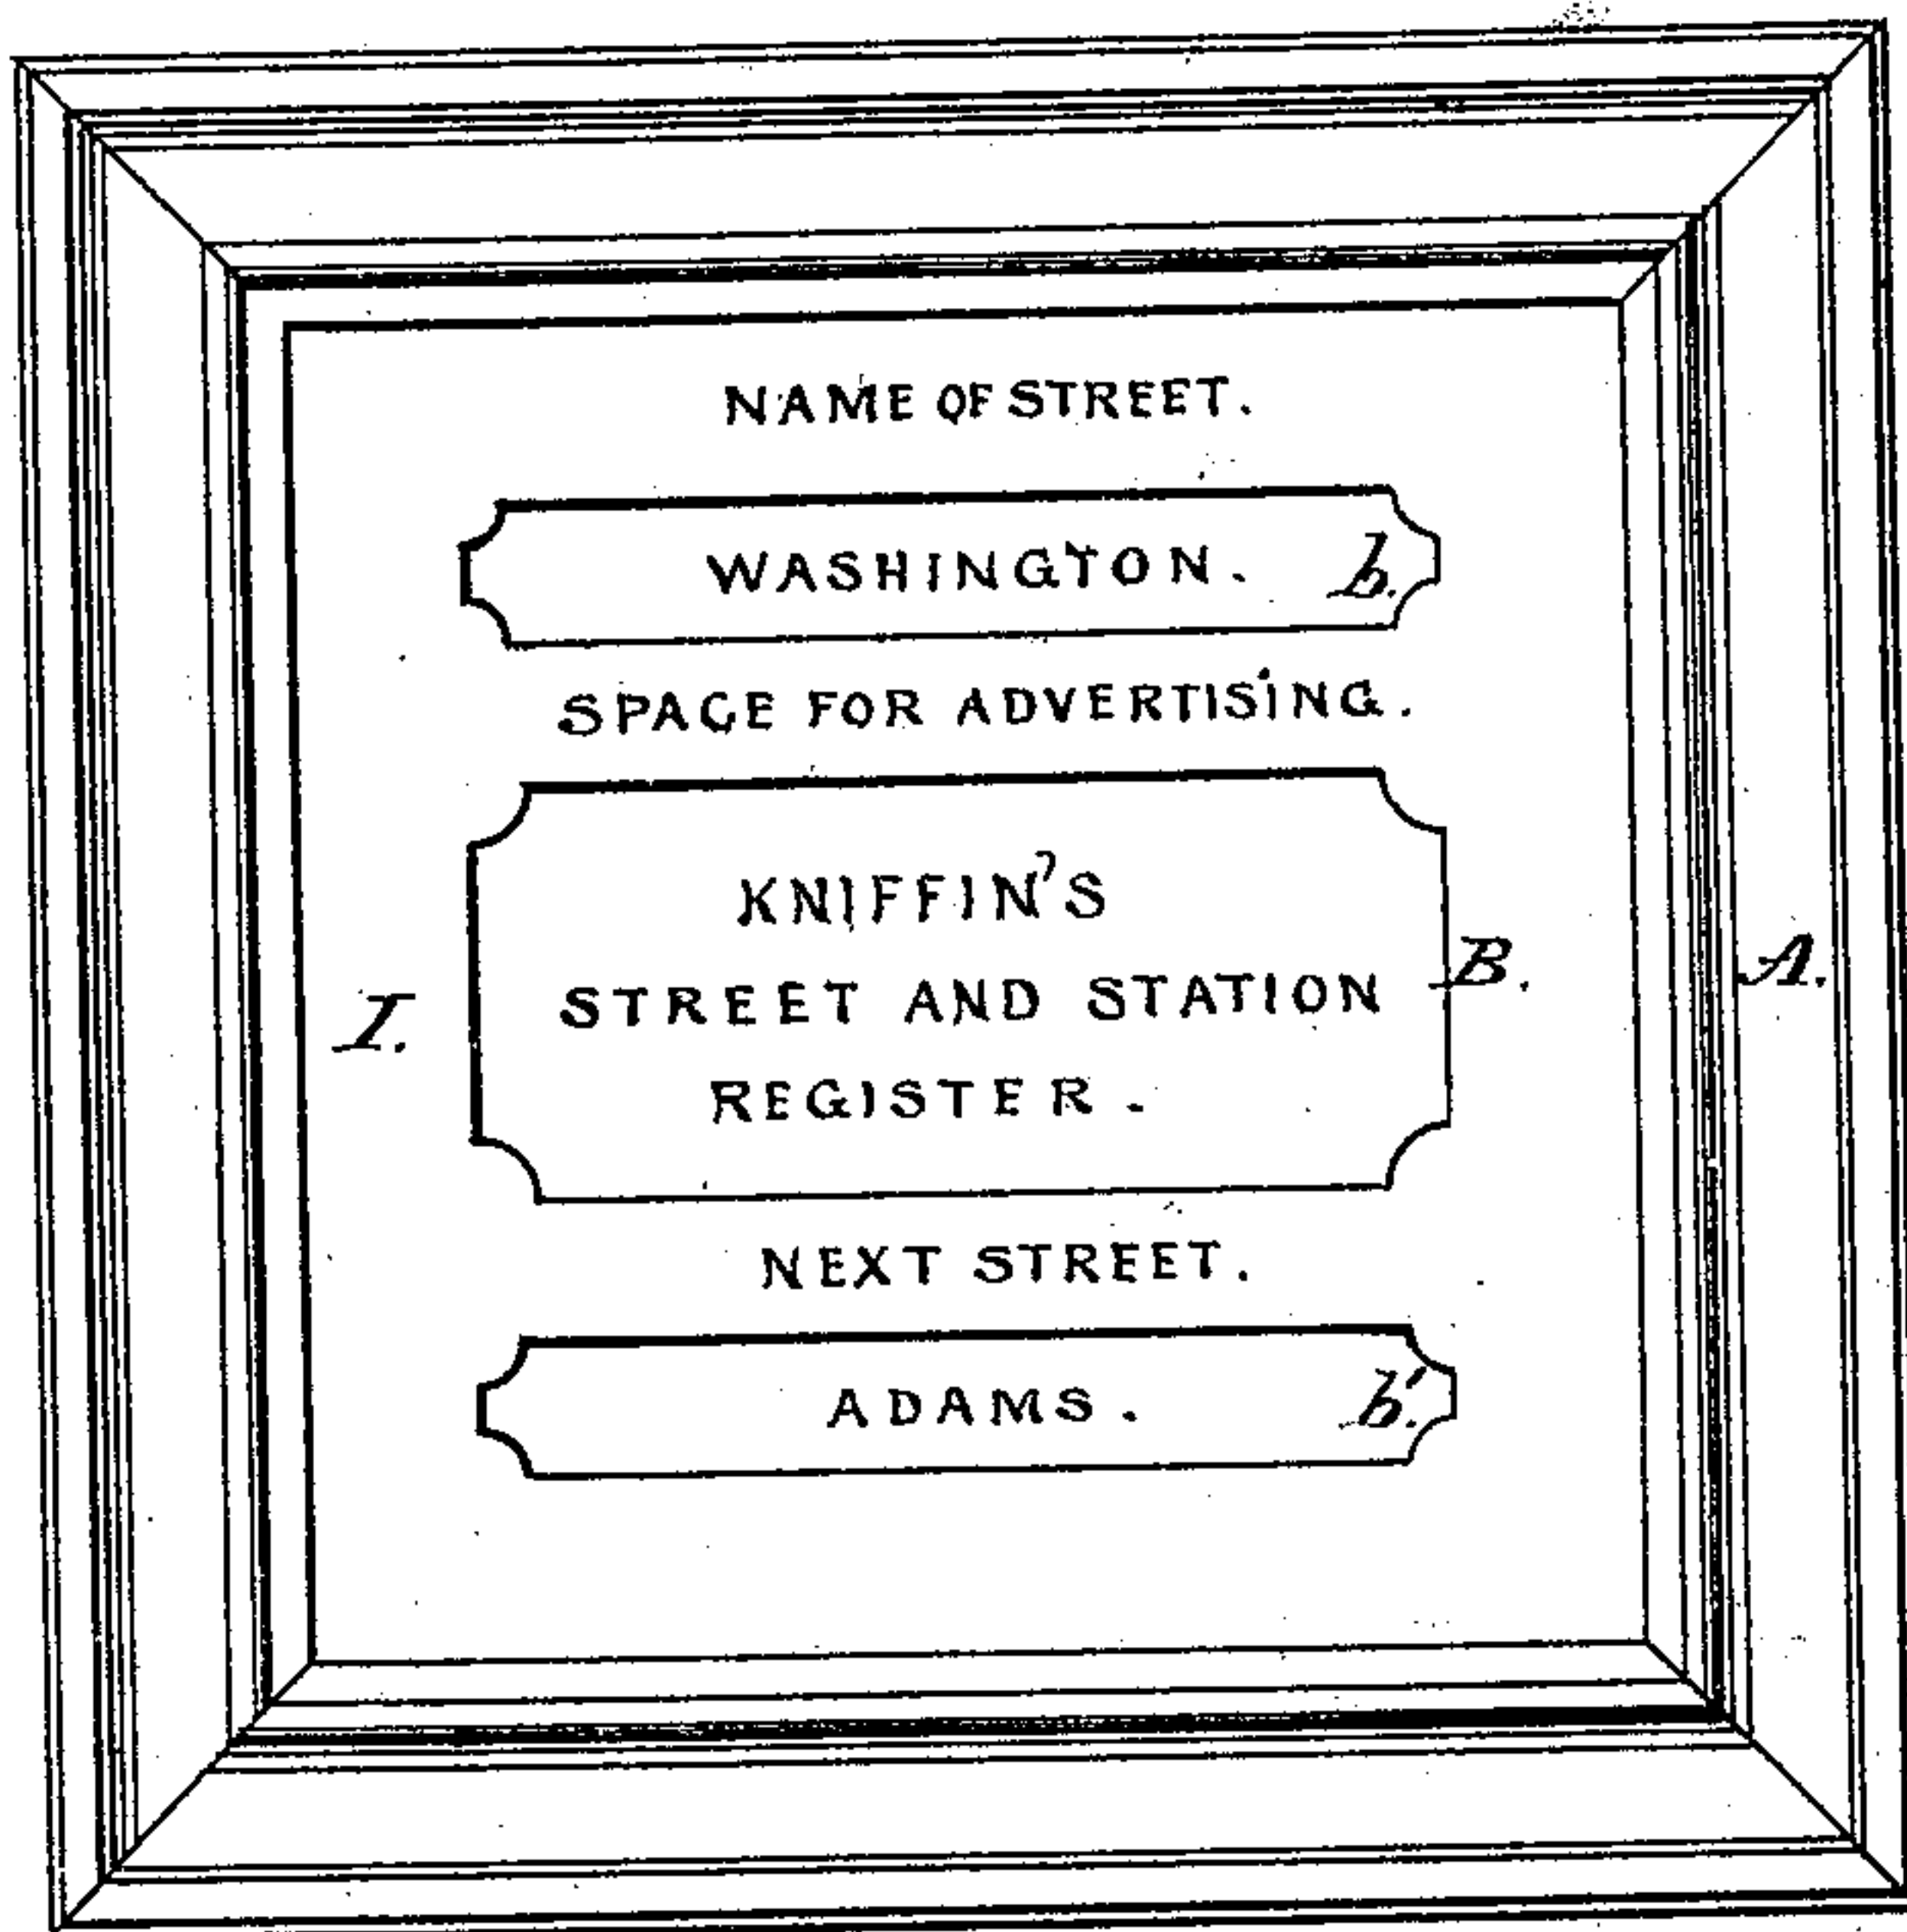 NAME OF STREET.
WASHINGTON. b.
SPACE FOR ADVERTISING.
KNIFFIN'S
I. STREET AND STATION B. A.
REGISTER.
NEXT STREET.
ADAMS. b'.